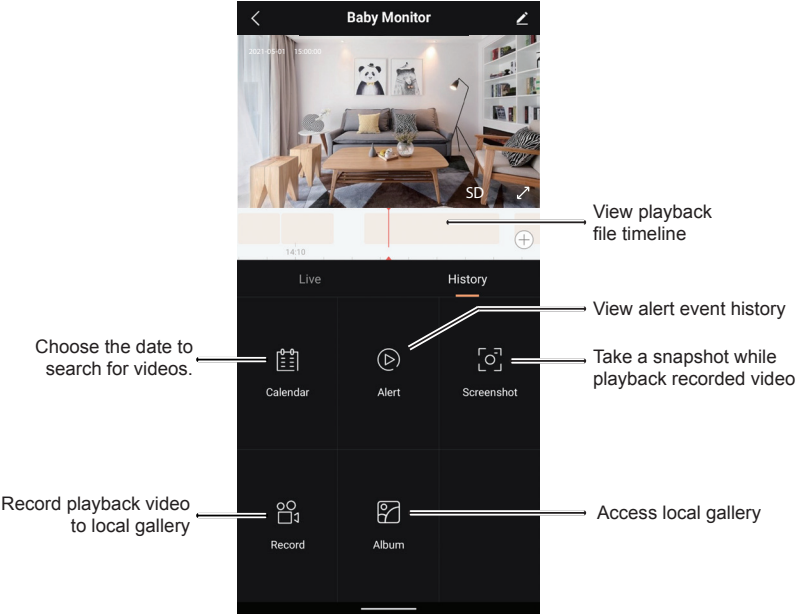 Baby Monitor
2021-05-01 15:00:00
SD
View playback
file timeline
14:10
Live
History
View alert event history
Choose the date to
search for videos.
Take a snapshot while
playback recorded video
Calendar
Alert
Screenshot
Record playback video
to local gallery
Access local gallery
Record
Album